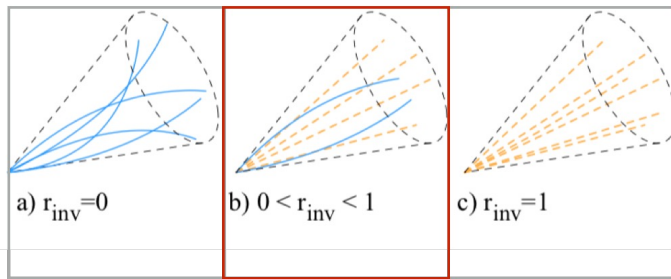 a) r_inv=0
b) 0 < r_inv < 1
c) r_inv=1